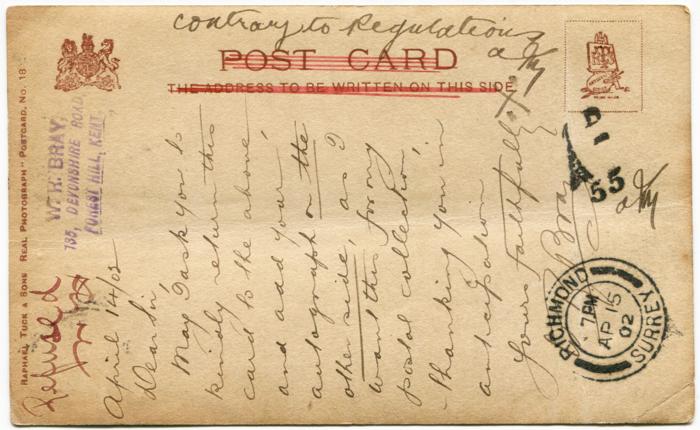 contrary to Regulations
POST CARD
THE ADDRESS TO BE WRITTEN ON THIS SIDE
RAPHAEL TUCK & SONS REAL PHOTOGRAPH" POSTCARD, No. 18
W. R. BRAY,
135, DEVONSHIRE ROAD
FOREST HILL, KENT
Refused
April 14/02
Dear Sir,
May I ask you to
kindly return this
card to the above,
and add your
autograph on the
other side, as I
want this for my
postal collection,
thanking you in
anticipation
Yours faithfully
Bray
1D
55
RICHMOND
7 PM
AP 15
02
SURREY